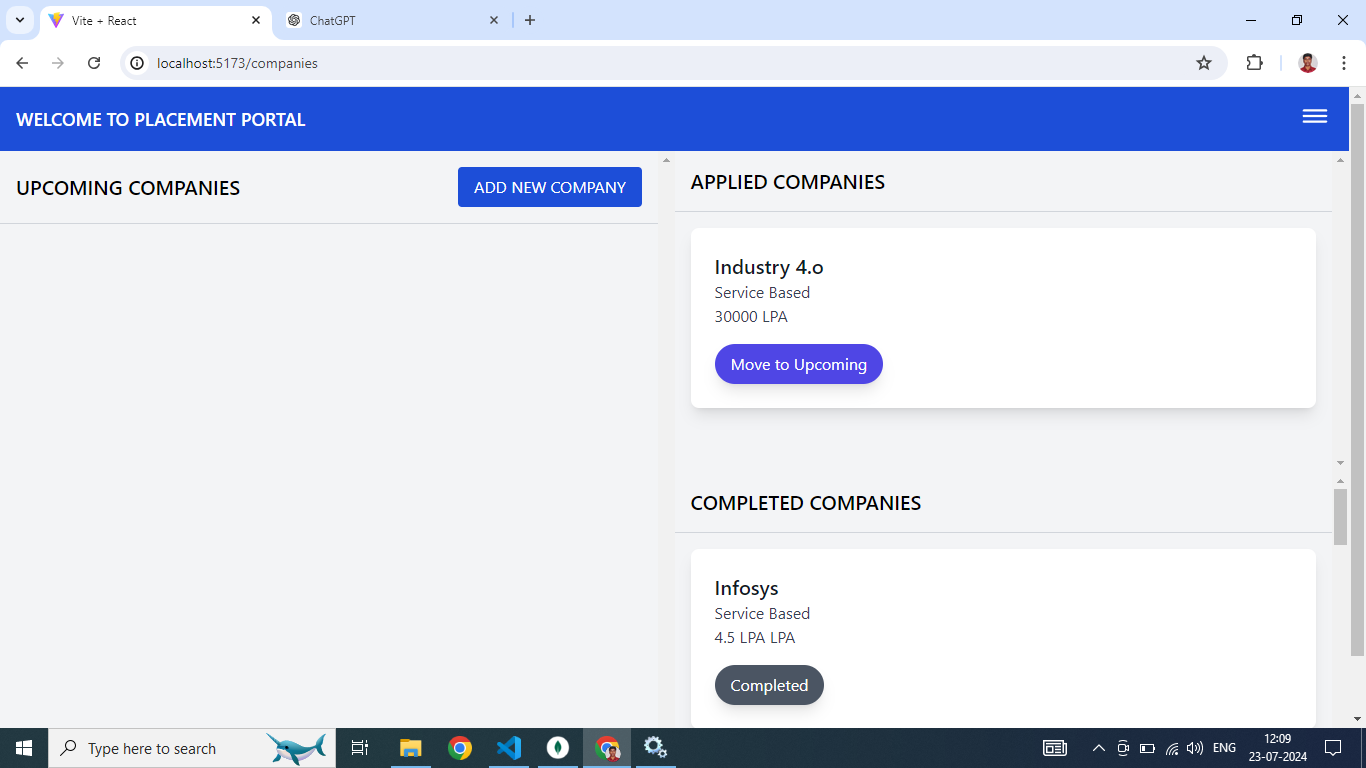 Vite + React
ChatGPT
localhost:5173/companies
WELCOME TO PLACEMENT PORTAL
UPCOMING COMPANIES
ADD NEW COMPANY
APPLIED COMPANIES
Industry 4.o
Service Based
30000 LPA
Move to Upcoming
COMPLETED COMPANIES
Infosys
Service Based
4.5 LPA LPA
Completed
Type here to search
ENG
12:09
23-07-2024